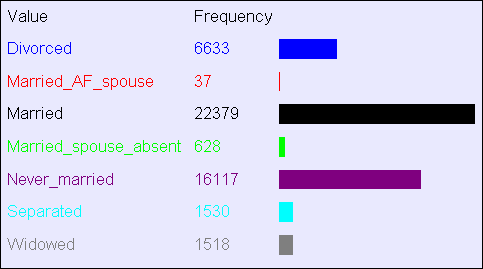 Value Frequency
Divorced 6633
Married_AF_spouse 37
Married 22379
Married_spouse_absent 628
Never_married 16117
Separated 1530
Widowed 1518